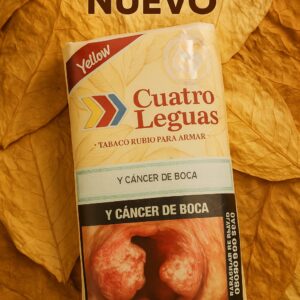 NUEVO
Yellow
Cuatro
Leguas
• TABACO RUBIO PARA ARMAR •
Y CÁNCER DE BOCA
Y CÁNCER DE BOCA